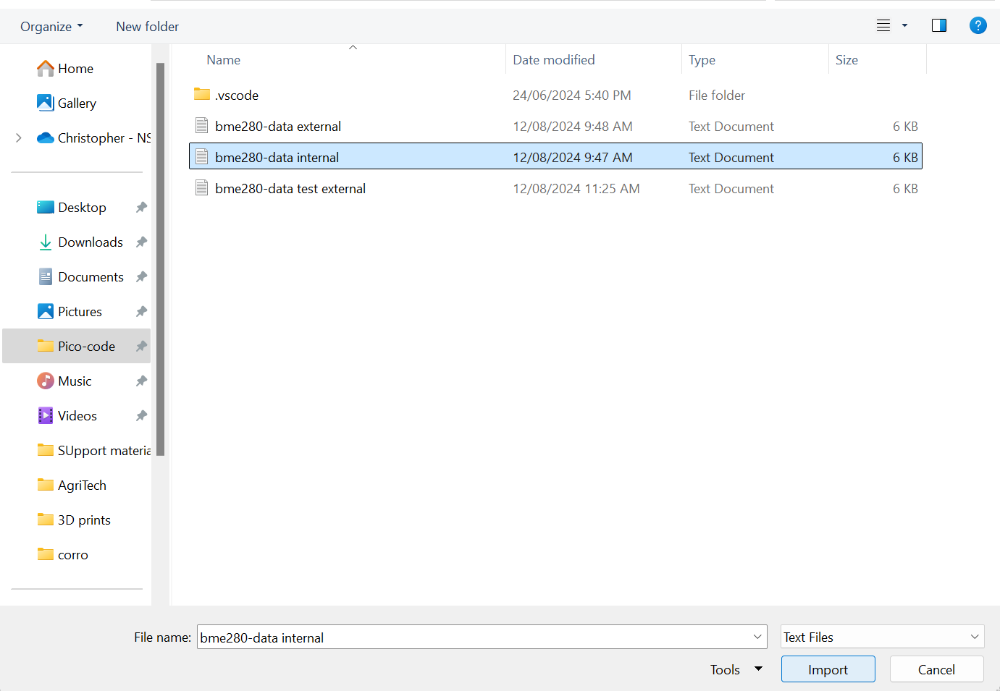 Organize New folder
?
Name Date modified Type Size
.vscode 24/06/2024 5:40 PM File folder
bme280-data external 12/08/2024 9:48 AM Text Document 6 KB
bme280-data internal 12/08/2024 9:47 AM Text Document 6 KB
bme280-data test external 12/08/2024 11:25 AM Text Document 6 KB
Home
Gallery
Christopher - NS
Desktop
Downloads
Documents
Pictures
Pico-code
Music
Videos
SUpport materia
AgriTech
3D prints
corro
File name: bme280-data internal Text Files
Tools Import Cancel